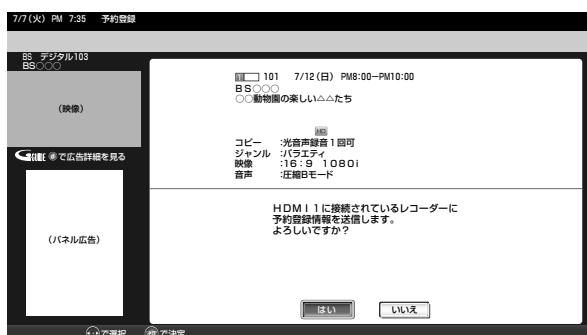 7/7(火) PM 7:35 予約登録
BS デジタル103
BS○○○
(映像)
GUIDE で広告詳細を見る
(パネル広告)
101 7/12(日) PM8:00−PM10:00
BS○○○
○○動物園の楽しい△△たち
HD
コピー :光音声録音1回可
ジャンル :バラエティ
映像 :16:9 1080i
音声 :圧縮Bモード
HDMI1に接続されているレコーダーに
予約登録情報を送信します。
よろしいですか?
はい いいえ
で選択 決定で決定